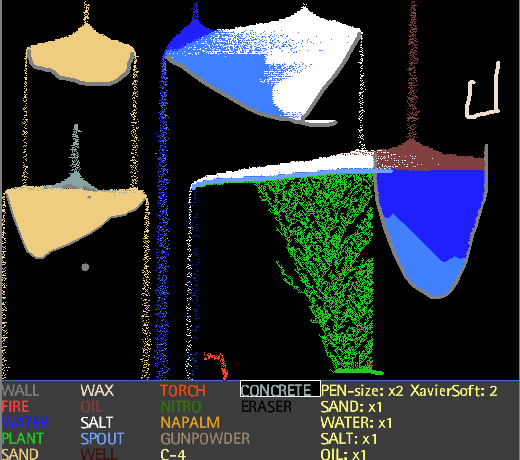 WALL WAX CONCRETE PEN-size: x2 XavierSoft: 2
FIRE OIL TORCH ERASER SAND: x1
WATER SALT NITRO WATER: x1
PLANT SPOUT NAPALM SALT: x1
SAND WELL GUNPOWDER OIL: x1
C-4